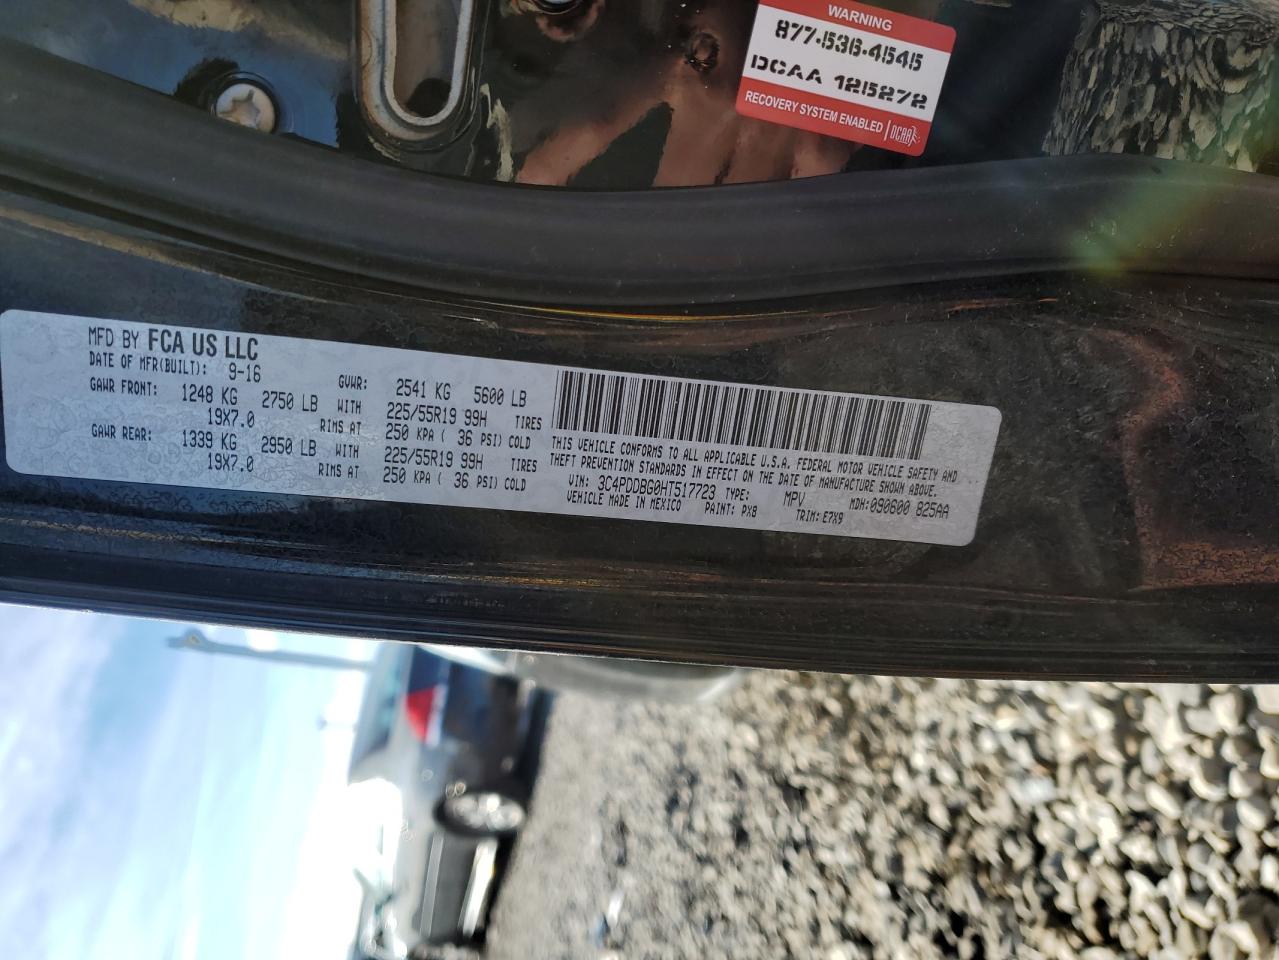 WARNING
877-536-4545
DCAA 125272
RECOVERY SYSTEM ENABLED | DCAA
MFD BY FCA US LLC
DATE OF MFR(BUILT): 9-16 GVWR: 2541 KG 5600 LB
GAWR FRONT: 1248 KG 2750 LB WITH 225/55R19 99H TIRES
19X7.0 RIMS AT 250 KPA ( 36 PSI) COLD
GAWR REAR: 1339 KG 2950 LB WITH 225/55R19 99H TIRES
19X7.0 RIMS AT 250 KPA ( 36 PSI) COLD
THIS VEHICLE CONFORMS TO ALL APPLICABLE U.S.A. FEDERAL MOTOR VEHICLE SAFETY AND
THEFT PREVENTION STANDARDS IN EFFECT ON THE DATE OF MANUFACTURE SHOWN ABOVE.
VIN: 3C4PDDBG0HT517723 TYPE: MPV MDH:090600 825AA
VEHICLE MADE IN MEXICO PAINT: PX8 TRIM: E7X9